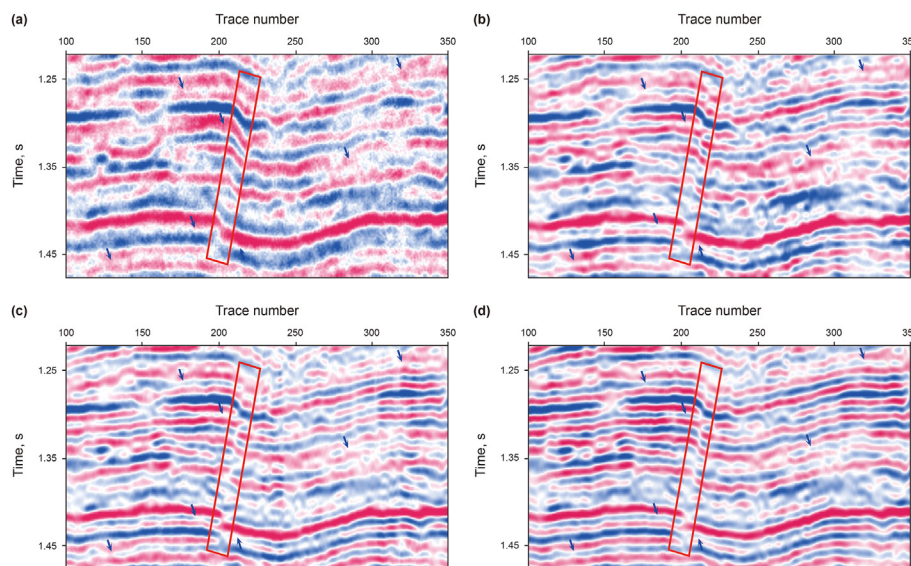 (a) Trace number
100 150 200 250 300 350
Time, s
1.25
1.35
1.45
(b) Trace number
100 150 200 250 300 350
Time, s
1.25
1.35
1.45
(c) Trace number
100 150 200 250 300 350
Time, s
1.25
1.35
1.45
(d) Trace number
100 150 200 250 300 350
Time, s
1.25
1.35
1.45